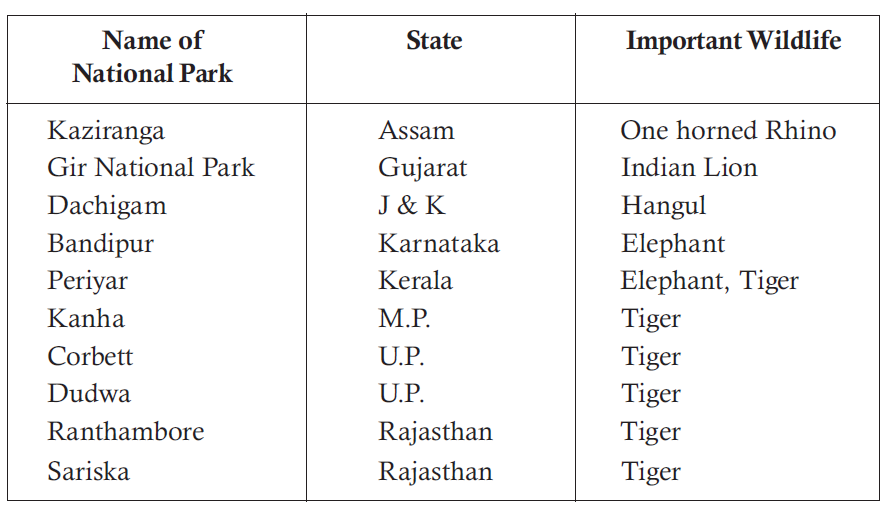 Name of National Park State Important Wildlife
Kaziranga Assam One horned Rhino
Gir National Park Gujarat Indian Lion
Dachigam J & K Hangul
Bandipur Karnataka Elephant
Periyar Kerala Elephant, Tiger
Kanha M.P. Tiger
Corbett U.P. Tiger
Dudwa U.P. Tiger
Ranthambore Rajasthan Tiger
Sariska Rajasthan Tiger